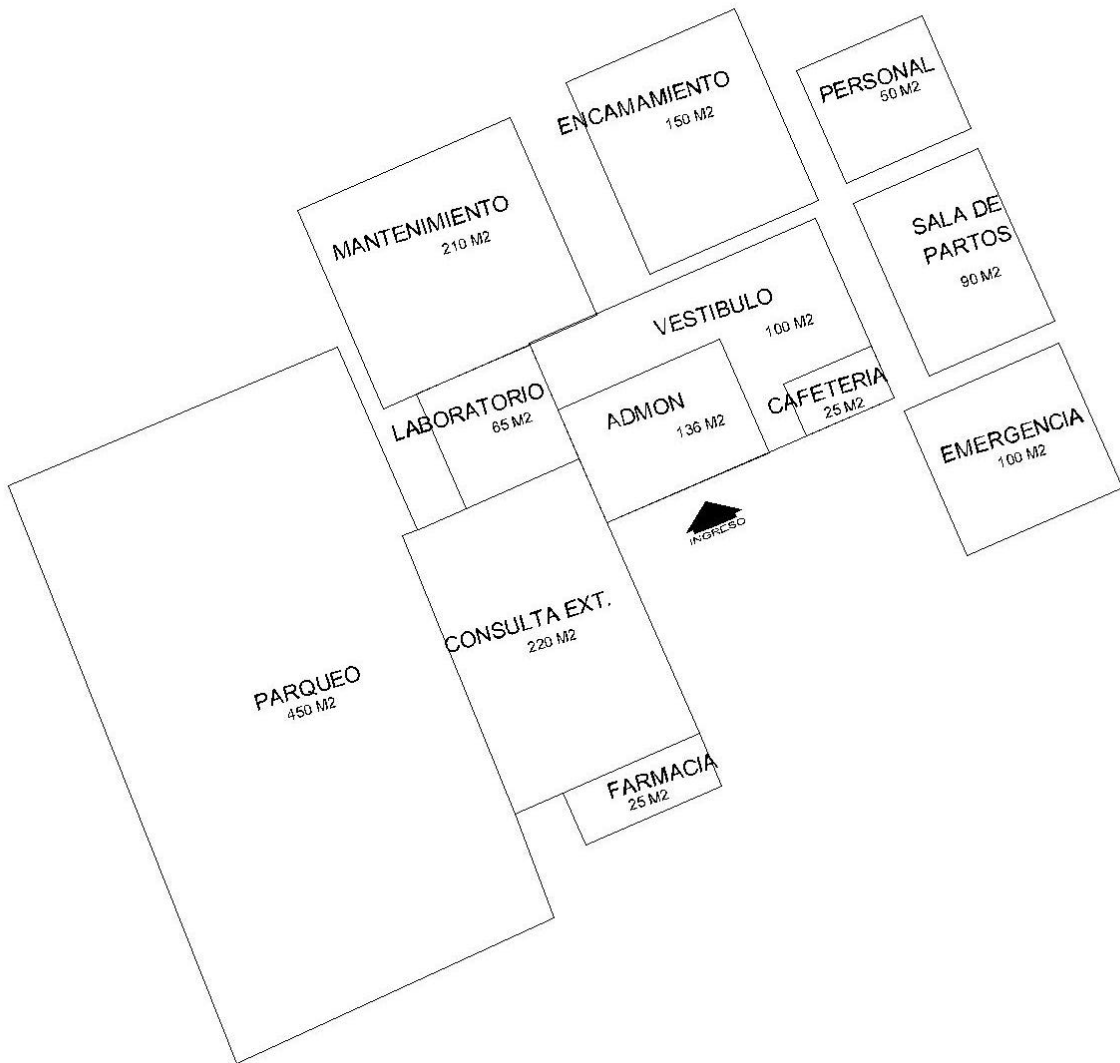 ENCAMAMIENTO
150 M2
PERSONAL
50 M2
MANTENIMIENTO
210 M2
SALA DE
PARTOS
90 M2
VESTIBULO
100 M2
LABORATORIO
65 M2
ADMON
136 M2
CAFETERIA
25 M2
EMERGENCIA
100 M2
INGRESO
CONSULTA EXT.
220 M2
PARQUEO
450 M2
FARMACIA
25 M2